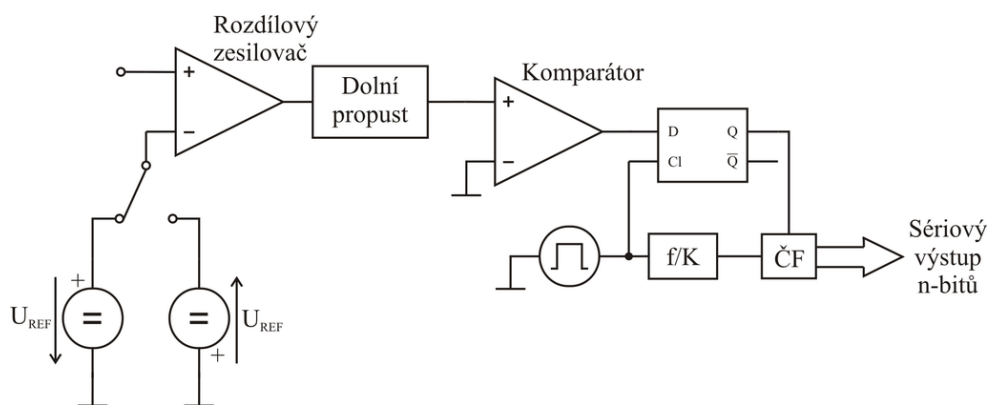 Rozdílový
zesilovač
+
−
Dolní
propust
Komparátor
+
−
D Q
Cl Q̅
f/K
ČF
Sériový
výstup
n-bitů
+
U_REF
=
=
U_REF
+